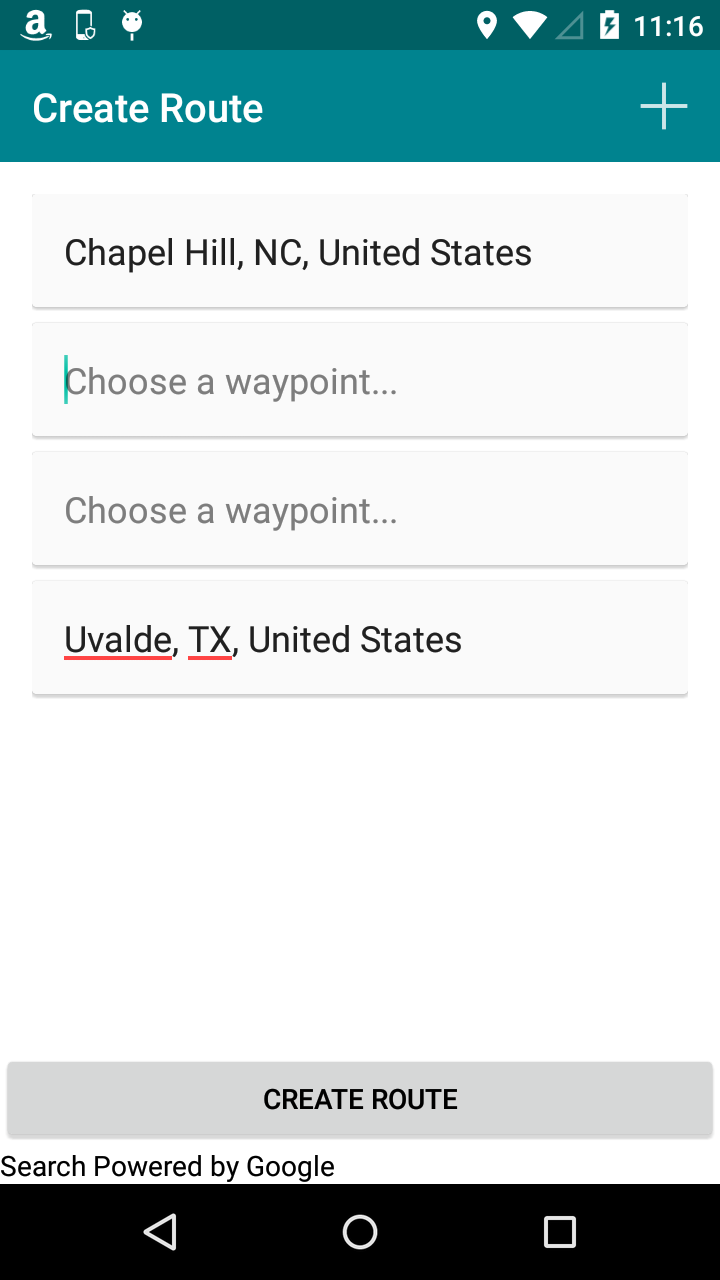 11:16
Create Route
Chapel Hill, NC, United States
Choose a waypoint...
Choose a waypoint...
Uvalde, TX, United States
CREATE ROUTE
Search Powered by Google